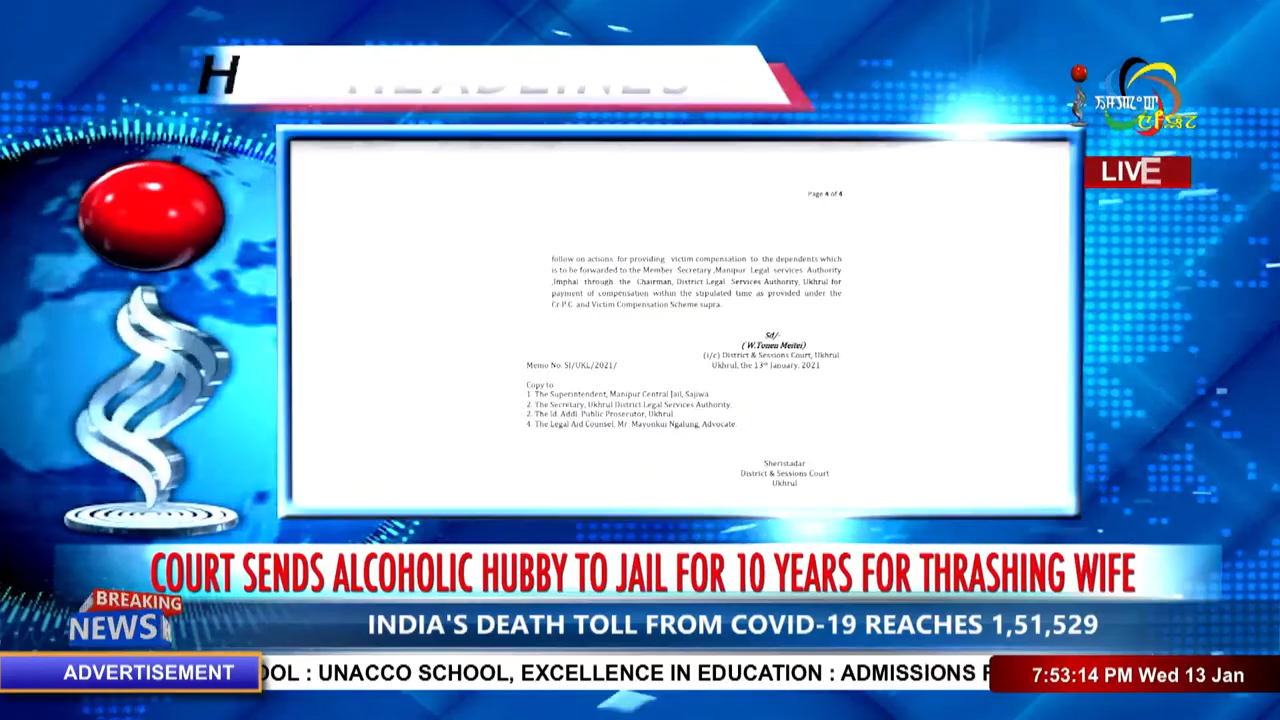 HEADLINES
LIVE
Page 4 of 4
follow on actions for providing victim compensation to the dependents which
is to be forwarded to the Member Secretary ,Manipur Legal services Authority
,Imphal through the Chairman, District Legal Services Authority, Ukhrul for
payment of compensation within the stipulated time as provided under the
Cr.P.C. and Victim Compensation Scheme supra.
Sd/-
( W.Tonen Meitei)
(i/c) District & Sessions Court, Ukhrul
Memo No. SJ/UKL/2021/
Ukhrul, the 13th January, 2021
Copy to
1. The Superintendent, Manipur Central Jail, Sajiwa.
2. The Secretary, Ukhrul District Legal Services Authority.
2. The ld. Addl. Public Prosecutor, Ukhrul
4. The Legal Aid Counsel, Mr. Mayonkui Ngalung, Advocate.
Sheristadar
District & Sessions Court
Ukhrul
COURT SENDS ALCOHOLIC HUBBY TO JAIL FOR 10 YEARS FOR THRASHING WIFE
BREAKING
NEWS
INDIA'S DEATH TOLL FROM COVID-19 REACHES 1,51,529
ADVERTISEMENT
OOL : UNACCO SCHOOL, EXCELLENCE IN EDUCATION : ADMISSIONS F
7:53:14 PM Wed 13 Jan